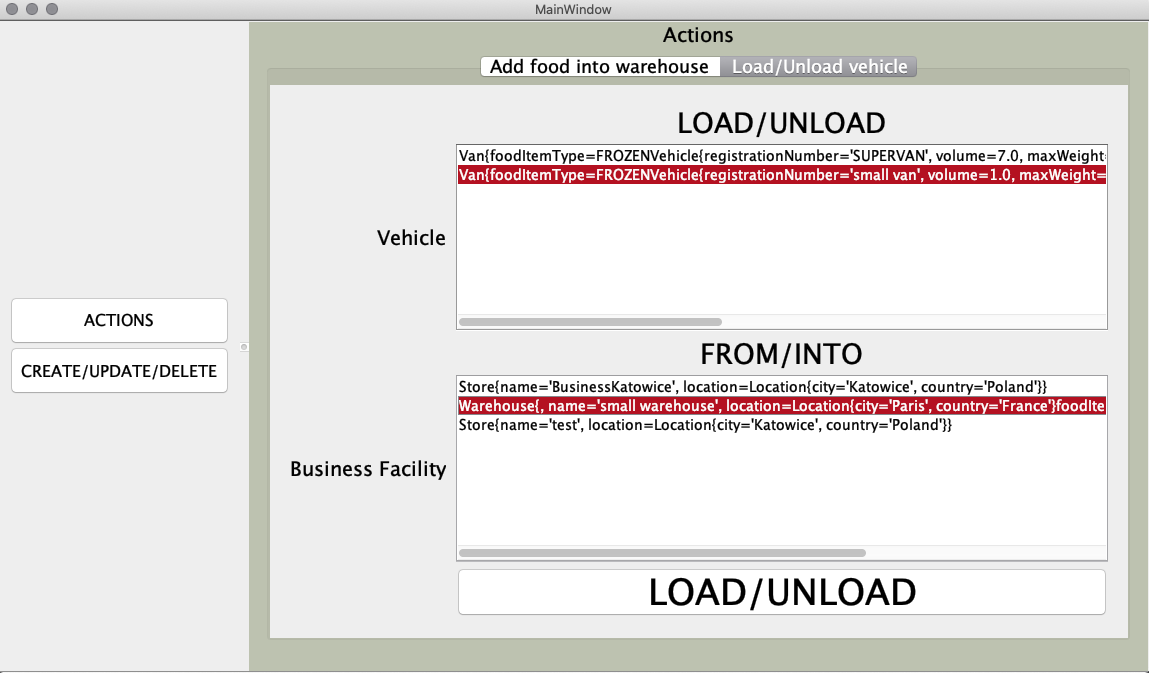 MainWindow
Actions
Add food into warehouse
Load/Unload vehicle
LOAD/UNLOAD
Vehicle
Van{foodItemType=FROZENVehicle{registrationNumber='SUPERVAN', volume=7.0, maxWeight=
Van{foodItemType=FROZENVehicle{registrationNumber='small van', volume=1.0, maxWeight=
ACTIONS
CREATE/UPDATE/DELETE
FROM/INTO
Business Facility
Store{name='BusinessKatowice', location=Location{city='Katowice', country='Poland'}}
Warehouse{, name='small warehouse', location=Location{city='Paris', country='France'}foodIte
Store{name='test', location=Location{city='Katowice', country='Poland'}}
LOAD/UNLOAD